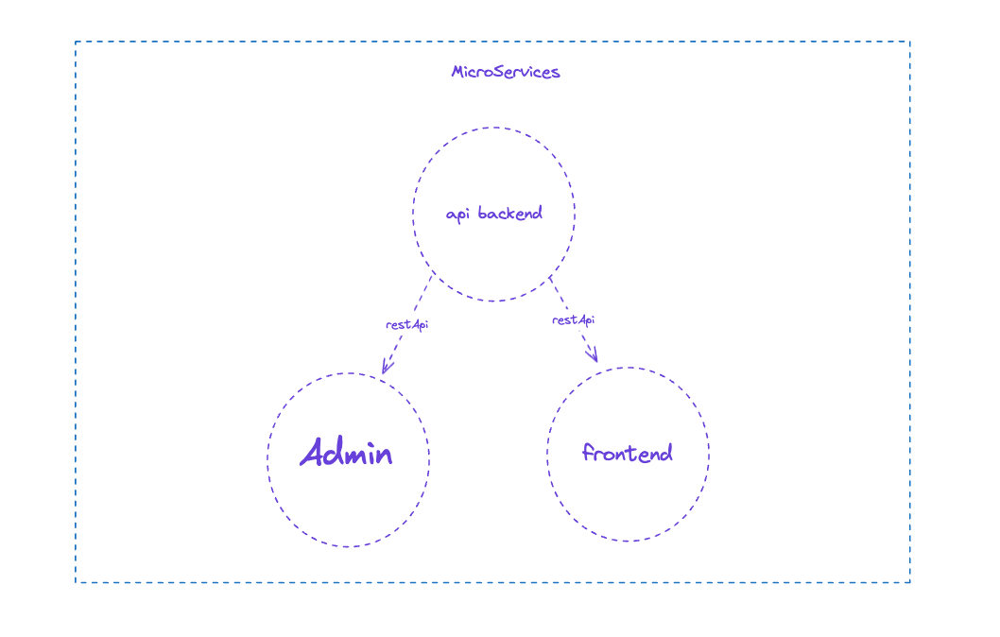 MicroServices
api backend
restApi
restApi
Admin
frontend